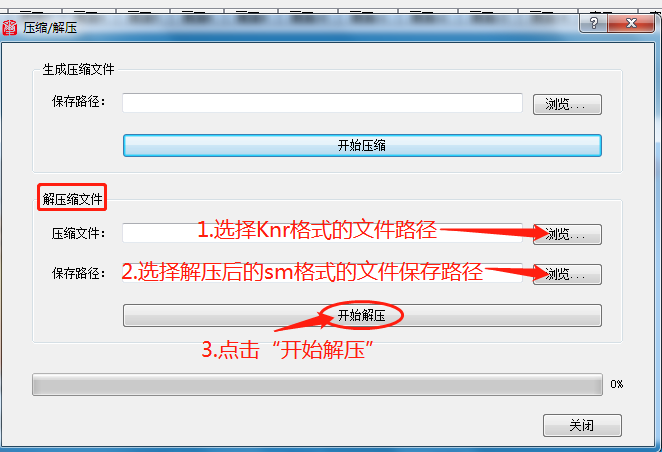 压缩/解压
生成压缩文件
保存路径：
浏览...
开始压缩
解压缩文件
压缩文件：
1.选择Knr格式的文件路径
浏览...
保存路径：
2.选择解压后的sm格式的文件保存路径
浏览...
开始解压
3.点击“开始解压”
0%
关闭